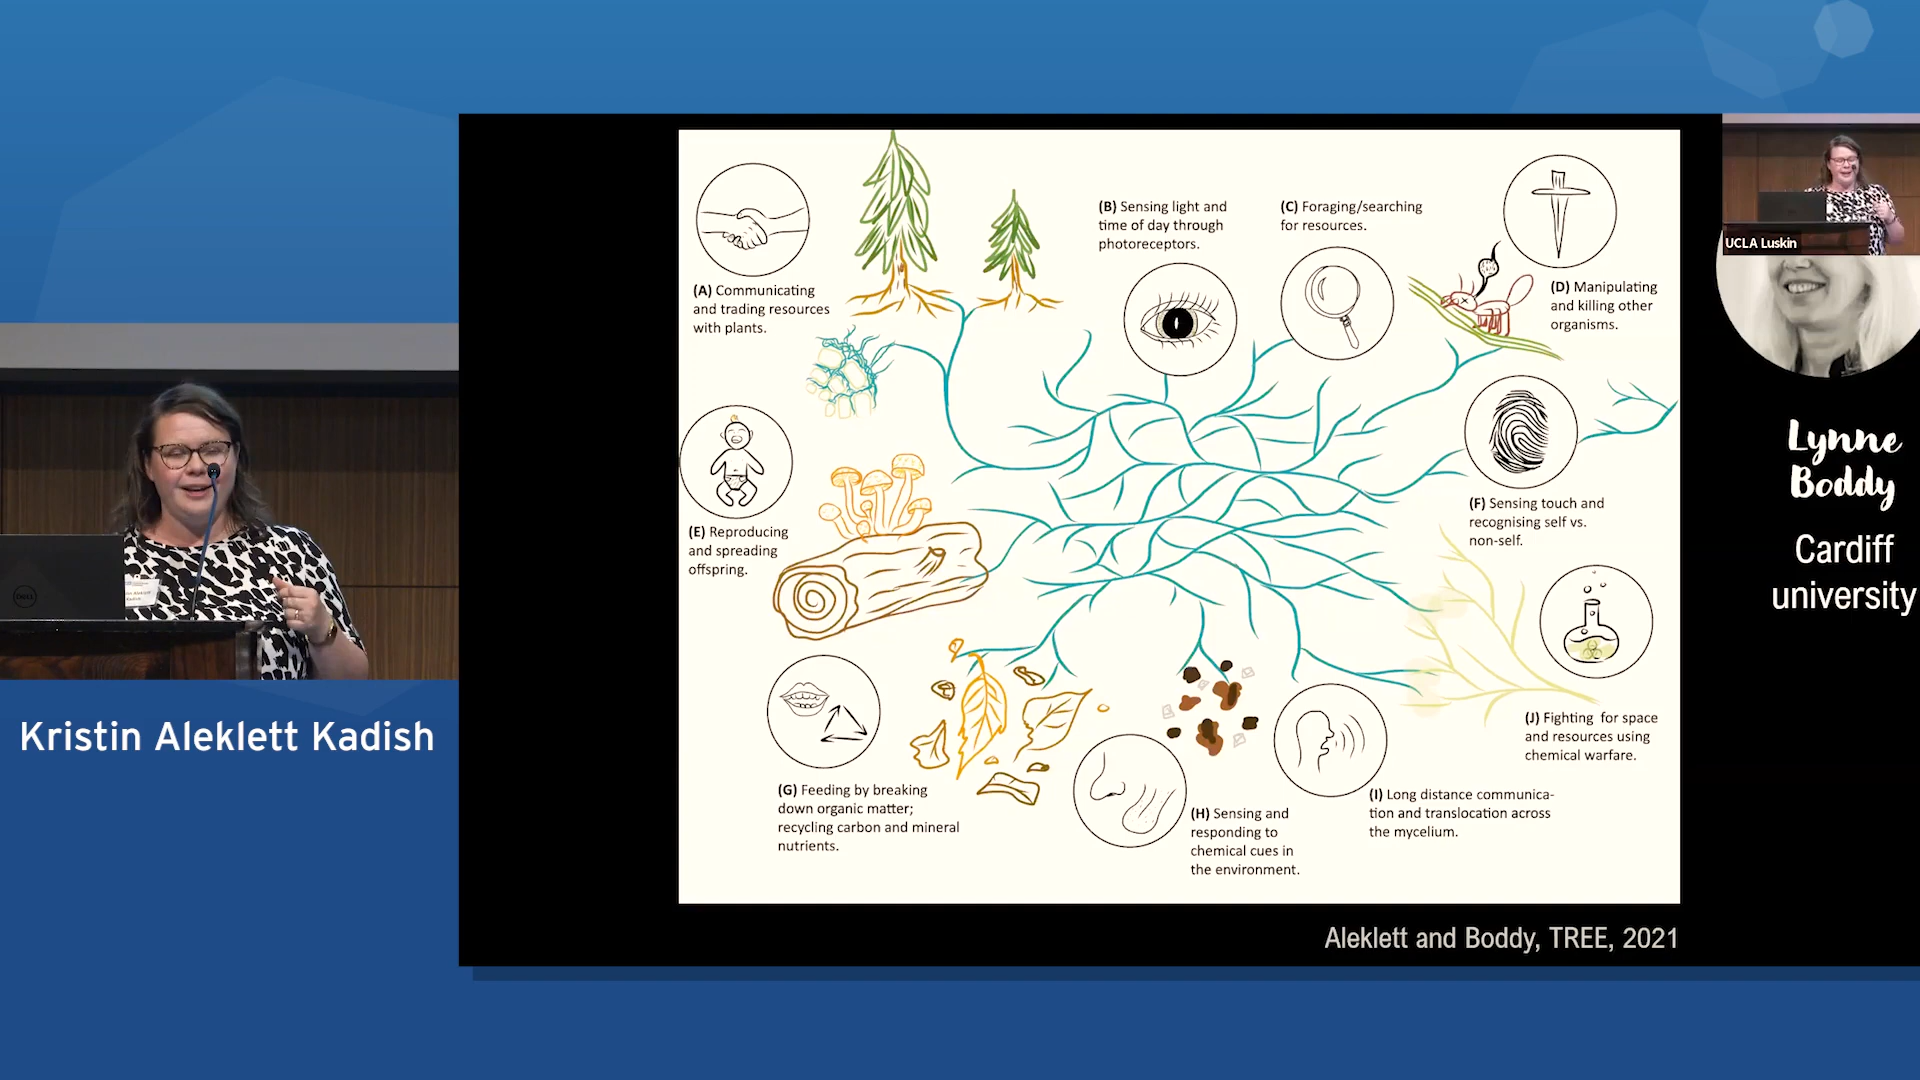 (A) Communicating
and trading resources
with plants.
(B) Sensing light and
time of day through
photoreceptors.
(C) Foraging/searching
for resources.
(D) Manipulating
and killing other
organisms.
(E) Reproducing
and spreading
offspring.
(F) Sensing touch and
recognising self vs.
non-self.
(G) Feeding by breaking
down organic matter;
recycling carbon and mineral
nutrients.
(H) Sensing and
responding to
chemical cues in
the environment.
(I) Long distance communica-
tion and translocation across
the mycelium.
(J) Fighting for space
and resources using
chemical warfare.
Aleklett and Boddy, TREE, 2021
UCLA Luskin
Lynne
Boddy
Cardiff
university
DELL
Kristin Aleklett Kadish